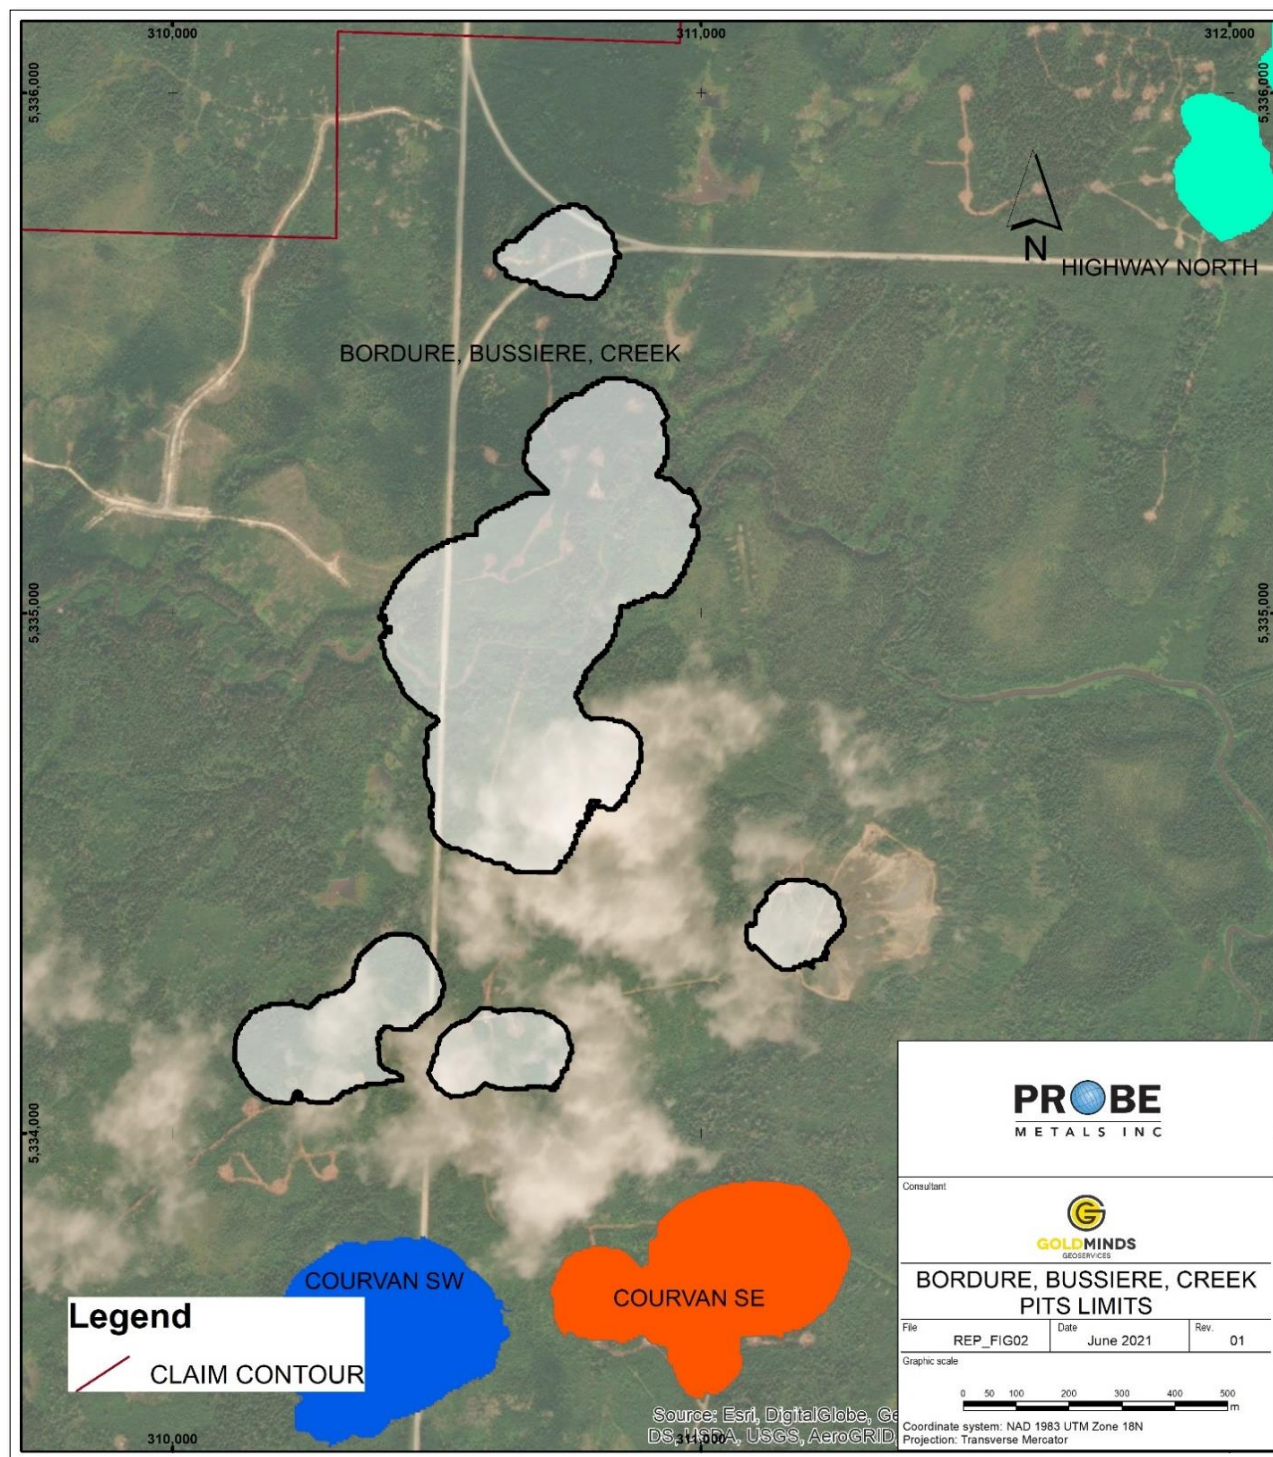 310,000 311,000 312,000
5,336,000 5,336,000
N
HIGHWAY NORTH
BORDURE, BUSSIERE, CREEK
5,335,000 5,335,000
5,334,000
PROBE
METALS INC
Consultant
GOLDMINDS
GEOSERVICES
BORDURE, BUSSIERE, CREEK
PITS LIMITS
File Date Rev.
REP_FIG02 June 2021 01
Graphic scale
0 50 100 200 300 400 500
m
Coordinate system: NAD 1983 UTM Zone 18N
Projection: Transverse Mercator
COURVAN SW
COURVAN SE
Legend
CLAIM CONTOUR
Source: Esri, DigitalGlobe, Ge
DS, USDA, USGS, AeroGRID,
310,000 311,000